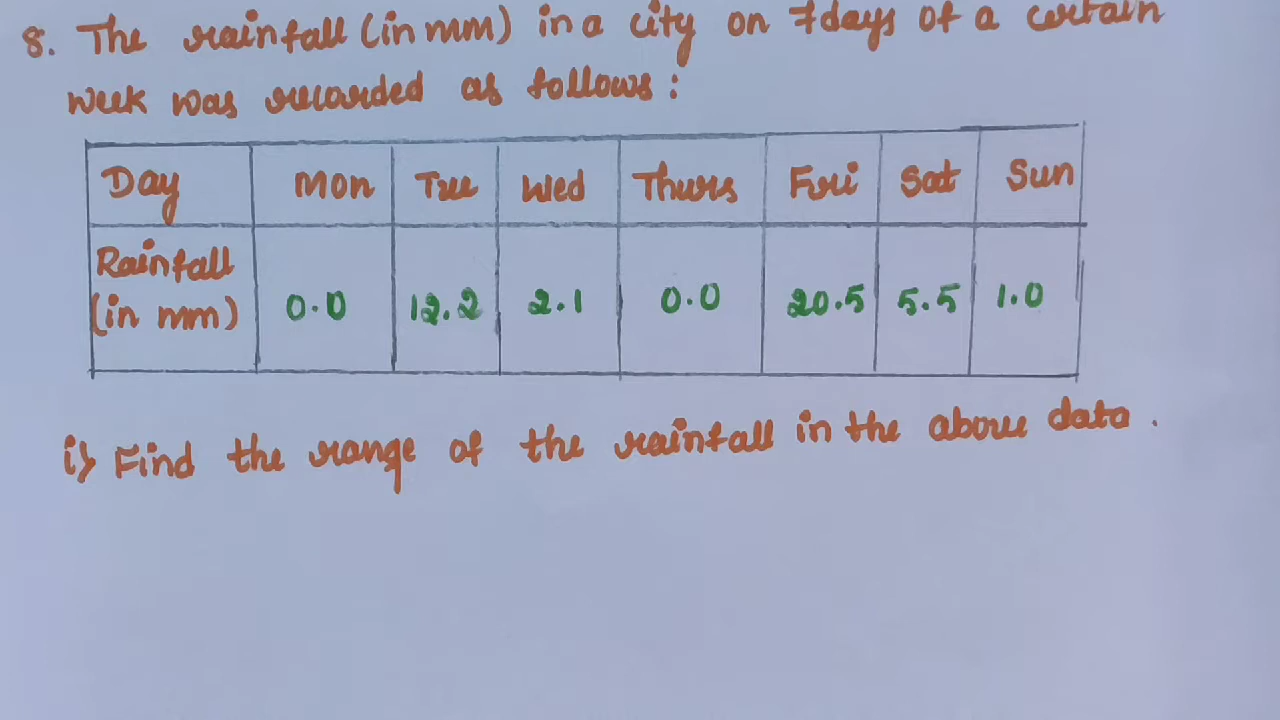 8. The rainfall (in mm) in a city on 7 days of a certain
week was recorded as follows :
Day Mon Tue Wed Thurs Fri Sat Sun
Rainfall (in mm) 0.0 12.2 2.1 0.0 20.5 5.5 1.0
i) Find the range of the rainfall in the above data .